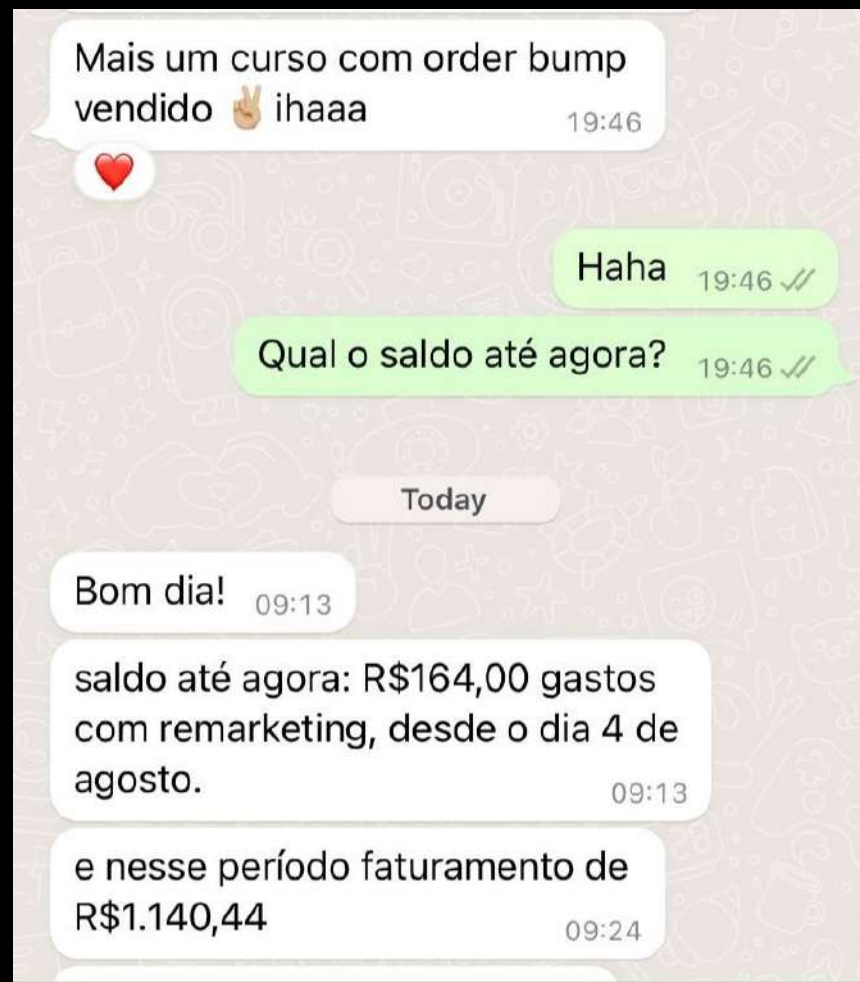 Mais um curso com order bump
vendido ✌🏼 ihaaa 19:46
❤️
Haha 19:46
Qual o saldo até agora? 19:46
Today
Bom dia! 09:13
saldo até agora: R$164,00 gastos
com remarketing, desde o dia 4 de
agosto. 09:13
e nesse período faturamento de
R$1.140,44 09:24